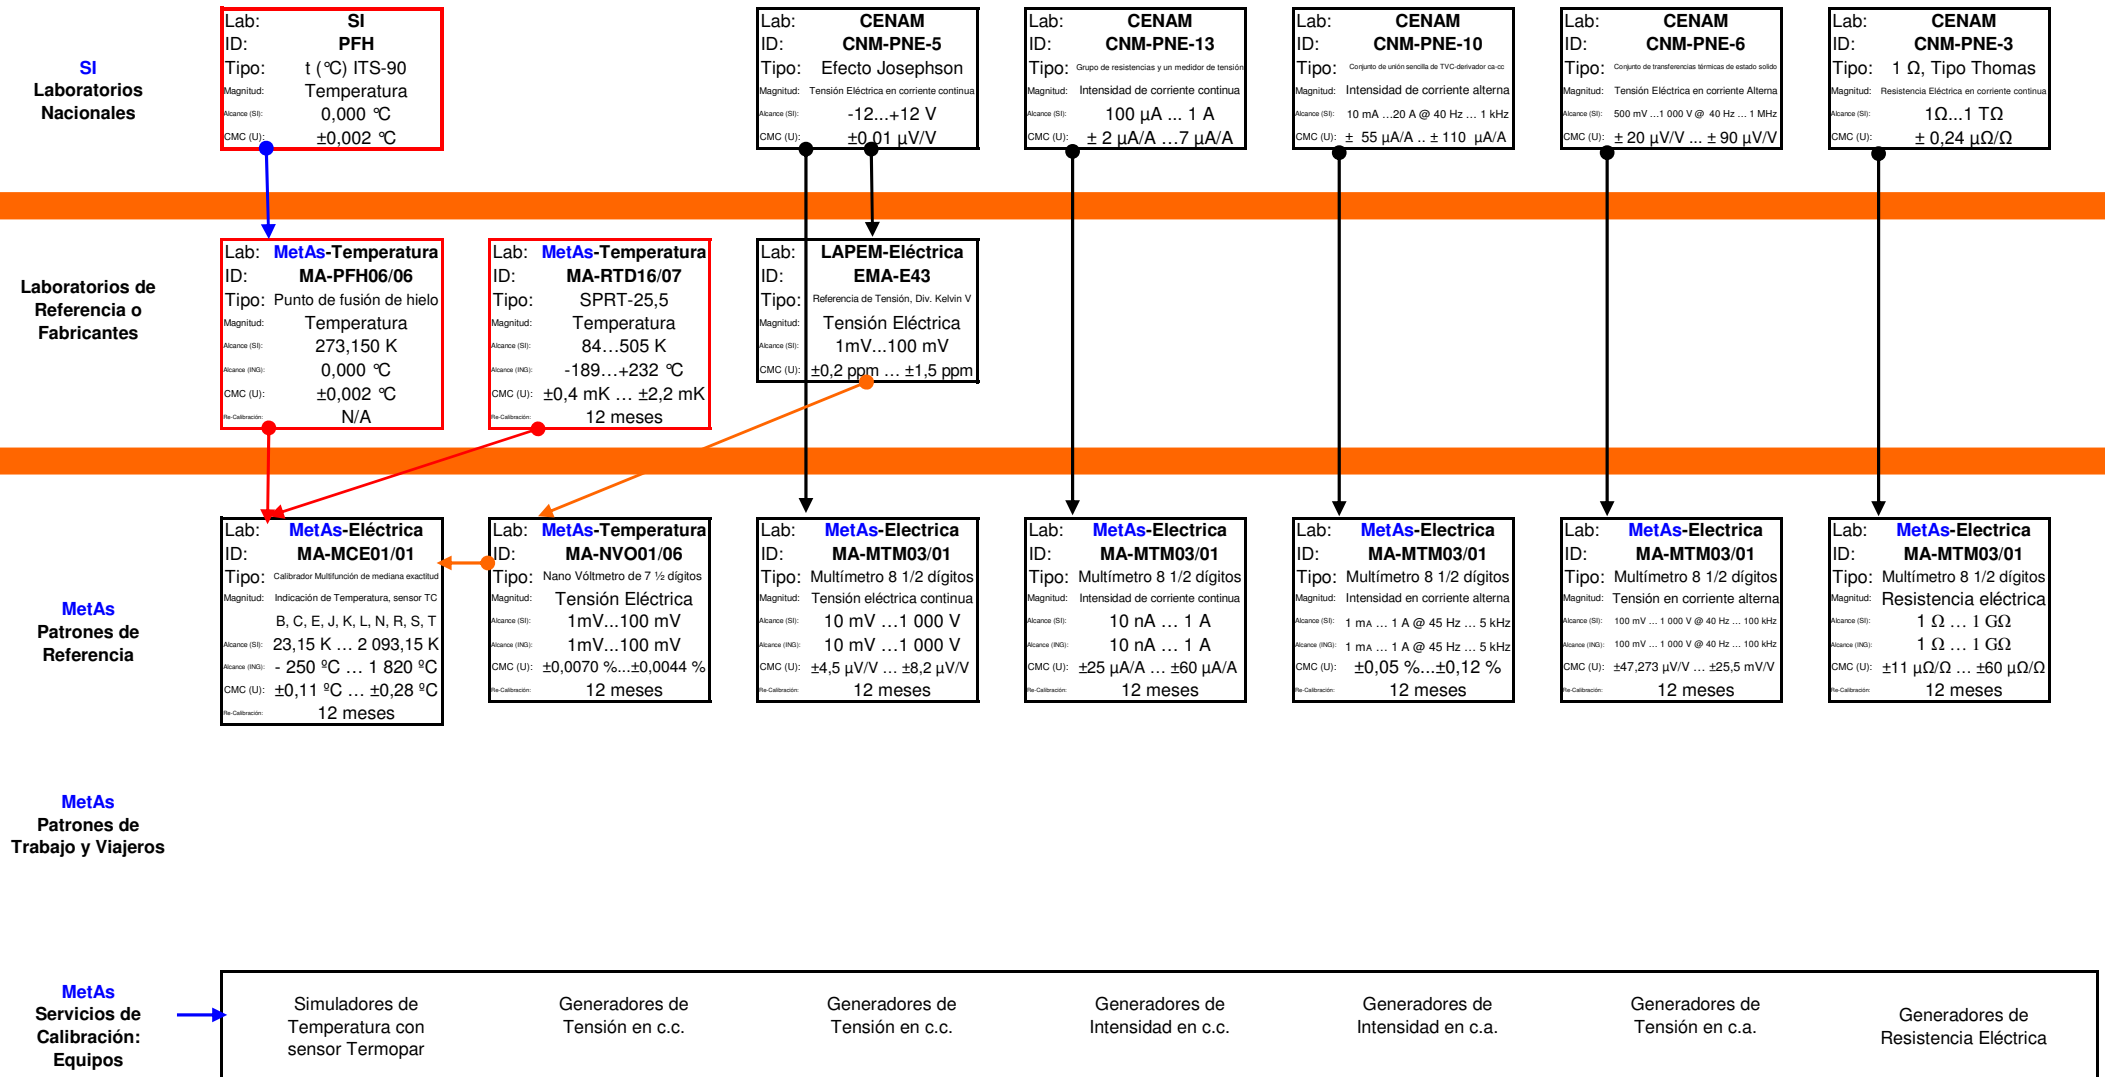 SI
Laboratorios
Nacionales
Lab: SI
ID: PFH
Tipo: t (°C) ITS-90
Magnitud: Temperatura
Alcance (SI): 0,000 °C
CMC (U): ±0,002 °C
Lab: CENAM
ID: CNM-PNE-5
Tipo: Efecto Josephson
Magnitud: Tensión Eléctrica en corriente continua
Alcance (SI): -12...+12 V
CMC (U): ±0,01 µV/V
Lab: CENAM
ID: CNM-PNE-13
Tipo: Grupo de resistencias y un medidor de tensión
Magnitud: Intensidad de corriente continua
Alcance (SI): 100 µA ... 1 A
CMC (U): ± 2 µA/A …7 µA/A
Lab: CENAM
ID: CNM-PNE-10
Tipo: Conjunto de unión sencilla de TVC-derivador ca-cc
Magnitud: Intensidad de corriente alterna
Alcance (SI): 10 mA ...20 A @ 40 Hz ... 1 kHz
CMC (U): ± 55 µA/A .. ± 110 µA/A
Lab: CENAM
ID: CNM-PNE-6
Tipo: Conjunto de transferencias térmicas de estado solido
Magnitud: Tensión Eléctrica en corriente Alterna
Alcance (SI): 500 mV ...1 000 V @ 40 Hz ... 1 MHz
CMC (U): ± 20 µV/V ... ± 90 µV/V
Lab: CENAM
ID: CNM-PNE-3
Tipo: 1 Ω, Tipo Thomas
Magnitud: Resistencia Eléctrica en corriente continua
Alcance (SI): 1Ω...1 TΩ
CMC (U): ± 0,24 µΩ/Ω
Laboratorios de
Referencia o
Fabricantes
Lab: MetAs-Temperatura
ID: MA-PFH06/06
Tipo: Punto de fusión de hielo
Magnitud: Temperatura
Alcance (SI): 273,150 K
Alcance (ING): 0,000 °C
CMC (U): ±0,002 °C
Re-Calibración: N/A
Lab: MetAs-Temperatura
ID: MA-RTD16/07
Tipo: SPRT-25,5
Magnitud: Temperatura
Alcance (SI): 84…505 K
Alcance (ING): -189…+232 °C
CMC (U): ±0,4 mK … ±2,2 mK
Re-Calibración: 12 meses
Lab: LAPEM-Eléctrica
ID: EMA-E43
Tipo: Referencia de Tensión, Div. Kelvin V
Magnitud: Tensión Eléctrica
Alcance (SI): 1mV...100 mV
CMC (U): ±0,2 ppm … ±1,5 ppm
MetAs
Patrones de
Referencia
Lab: MetAs-Eléctrica
ID: MA-MCE01/01
Tipo: Calibrador Multifunción de mediana exactitud
Magnitud: Indicación de Temperatura, sensor TC
B, C, E, J, K, L, N, R, S, T
Alcance (SI): 23,15 K … 2 093,15 K
Alcance (ING): - 250 ºC … 1 820 ºC
CMC (U): ±0,11 ºC … ±0,28 ºC
Re-Calibración: 12 meses
Lab: MetAs-Temperatura
ID: MA-NVO01/06
Tipo: Nano Vóltmetro de 7 ½ dígitos
Magnitud: Tensión Eléctrica
Alcance (SI): 1mV...100 mV
Alcance (ING): 1mV...100 mV
CMC (U): ±0,0070 %...±0,0044 %
Re-Calibración: 12 meses
Lab: MetAs-Electrica
ID: MA-MTM03/01
Tipo: Multímetro 8 1/2 dígitos
Magnitud: Tensión eléctrica continua
Alcance (SI): 10 mV …1 000 V
Alcance (ING): 10 mV …1 000 V
CMC (U): ±4,5 µV/V … ±8,2 µV/V
Re-Calibración: 12 meses
Lab: MetAs-Electrica
ID: MA-MTM03/01
Tipo: Multímetro 8 1/2 dígitos
Magnitud: Intensidad de corriente continua
Alcance (SI): 10 nA … 1 A
Alcance (ING): 10 nA … 1 A
CMC (U): ±25 µA/A … ±60 µA/A
Re-Calibración: 12 meses
Lab: MetAs-Electrica
ID: MA-MTM03/01
Tipo: Multímetro 8 1/2 dígitos
Magnitud: Intensidad en corriente alterna
Alcance (SI): 1 mA … 1 A @ 45 Hz … 5 kHz
Alcance (ING): 1 mA … 1 A @ 45 Hz … 5 kHz
CMC (U): ±0,05 %...±0,12 %
Re-Calibración: 12 meses
Lab: MetAs-Electrica
ID: MA-MTM03/01
Tipo: Multímetro 8 1/2 dígitos
Magnitud: Tensión en corriente alterna
Alcance (SI): 100 mV … 1 000 V @ 40 Hz … 100 kHz
Alcance (ING): 100 mV … 1 000 V @ 40 Hz … 100 kHz
CMC (U): ±47,273 µV/V … ±25,5 mV/V
Re-Calibración: 12 meses
Lab: MetAs-Electrica
ID: MA-MTM03/01
Tipo: Multímetro 8 1/2 dígitos
Magnitud: Resistencia eléctrica
Alcance (SI): 1 Ω … 1 GΩ
Alcance (ING): 1 Ω … 1 GΩ
CMC (U): ±11 µΩ/Ω … ±60 µΩ/Ω
Re-Calibración: 12 meses
MetAs
Patrones de
Trabajo y Viajeros
MetAs
Servicios de
Calibración:
Equipos
Simuladores de
Temperatura con
sensor Termopar
Generadores de
Tensión en c.c.
Generadores de
Tensión en c.c.
Generadores de
Intensidad en c.c.
Generadores de
Intensidad en c.a.
Generadores de
Tensión en c.a.
Generadores de
Resistencia Eléctrica